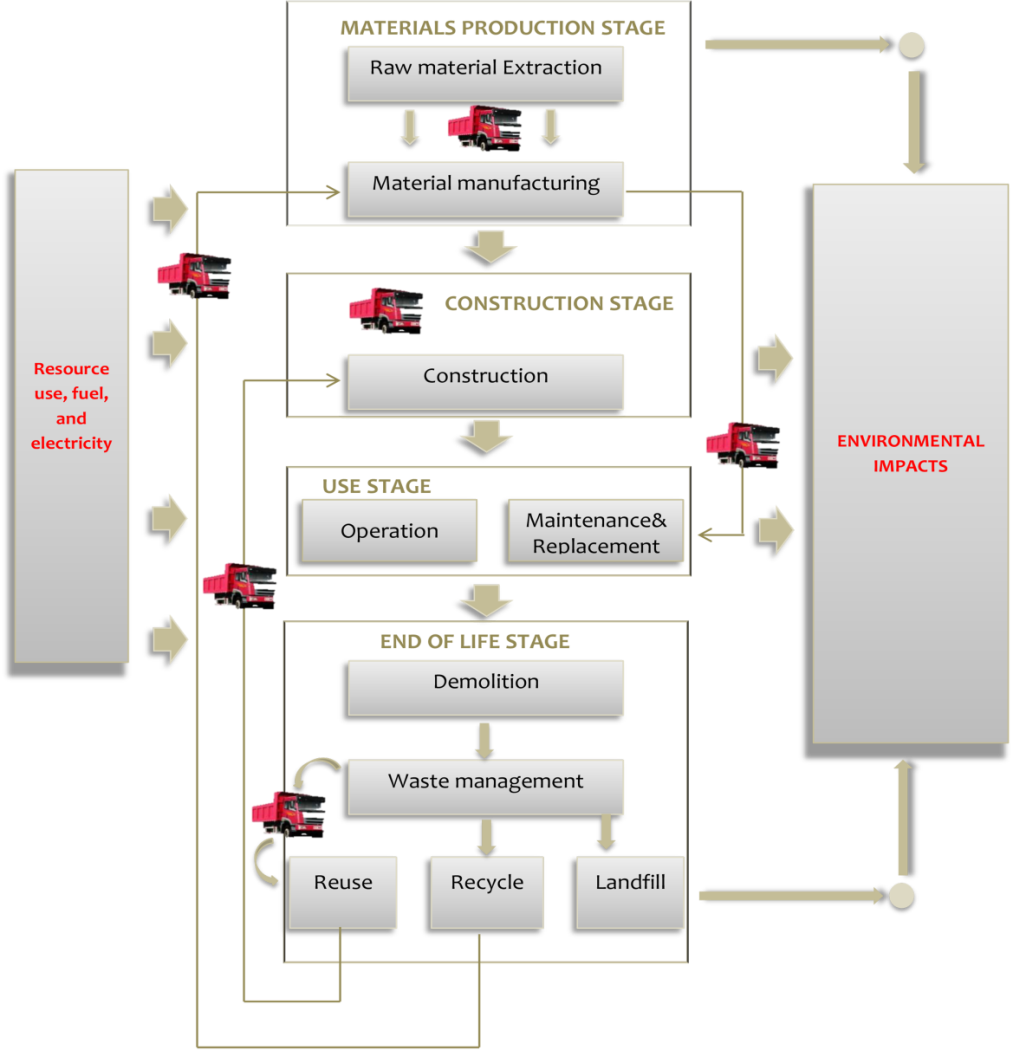 MATERIALS PRODUCTION STAGE
Raw material Extraction
Material manufacturing
CONSTRUCTION STAGE
Construction
Resource
use, fuel,
and
electricity
ENVIRONMENTAL
IMPACTS
USE STAGE
Operation
Maintenance&
Replacement
END OF LIFE STAGE
Demolition
Waste management
Reuse
Recycle
Landfill